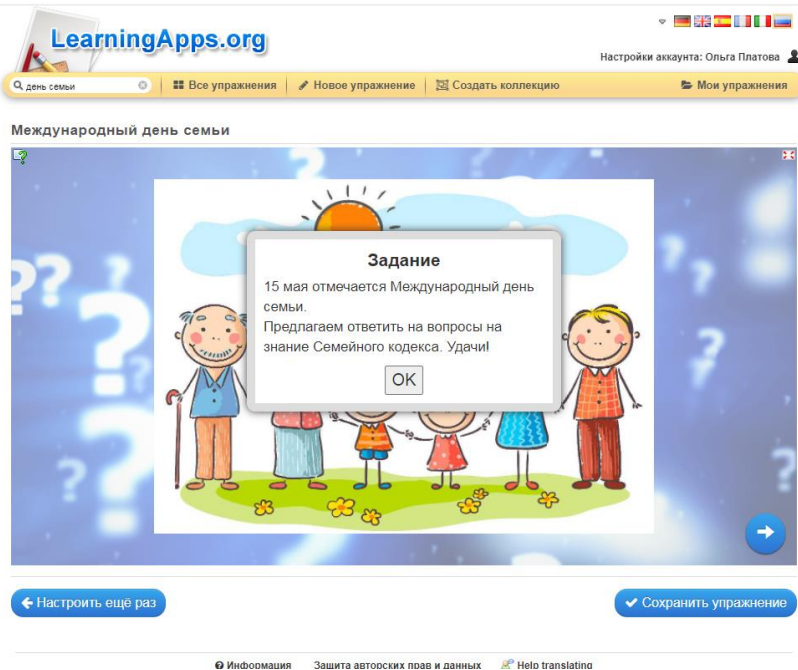 LearningApps.org
Настройки аккаунта: Ольга Платова
день семьи
Все упражнения
Новое упражнение
Создать коллекцию
Мои упражнения
Международный день семьи
Задание
15 мая отмечается Международный день
семьи.
Предлагаем ответить на вопросы на
знание Семейного кодекса. Удачи!
OK
Настроить ещё раз
Сохранить упражнение
Информация
Защита авторских прав и данных
Help translating